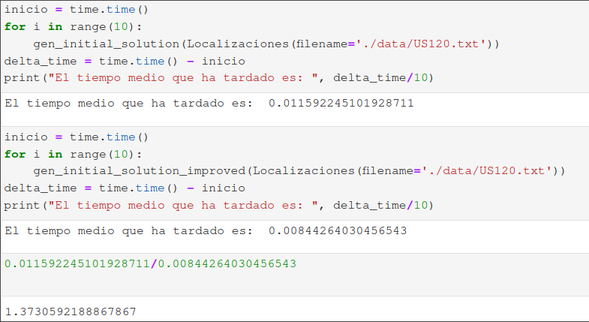 inicio = time.time()
for i in range(10):
    gen_initial_solution(Localizaciones(filename='./data/US120.txt'))
delta_time = time.time() - inicio
print("El tiempo medio que ha tardado es: ", delta_time/10)
El tiempo medio que ha tardado es:  0.011592245101928711
inicio = time.time()
for i in range(10):
    gen_initial_solution_improved(Localizaciones(filename='./data/US120.txt'))
delta_time = time.time() - inicio
print("El tiempo medio que ha tardado es: ", delta_time/10)
El tiempo medio que ha tardado es:  0.00844264030456543
0.011592245101928711/0.00844264030456543
1.3730592188867867